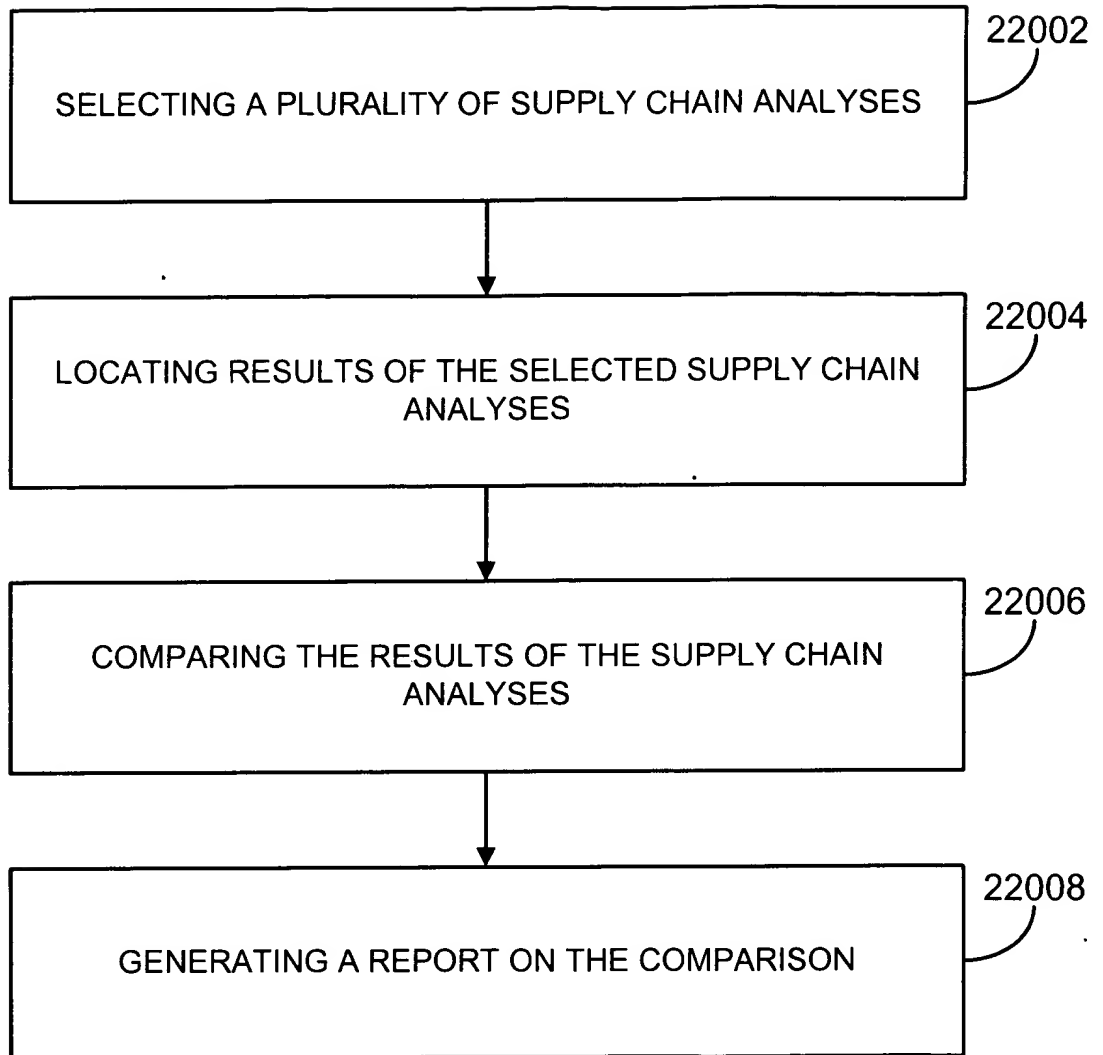 22002
SELECTING A PLURALITY OF SUPPLY CHAIN ANALYSES
22004
LOCATING RESULTS OF THE SELECTED SUPPLY CHAIN
ANALYSES
22006
COMPARING THE RESULTS OF THE SUPPLY CHAIN
ANALYSES
22008
GENERATING A REPORT ON THE COMPARISON